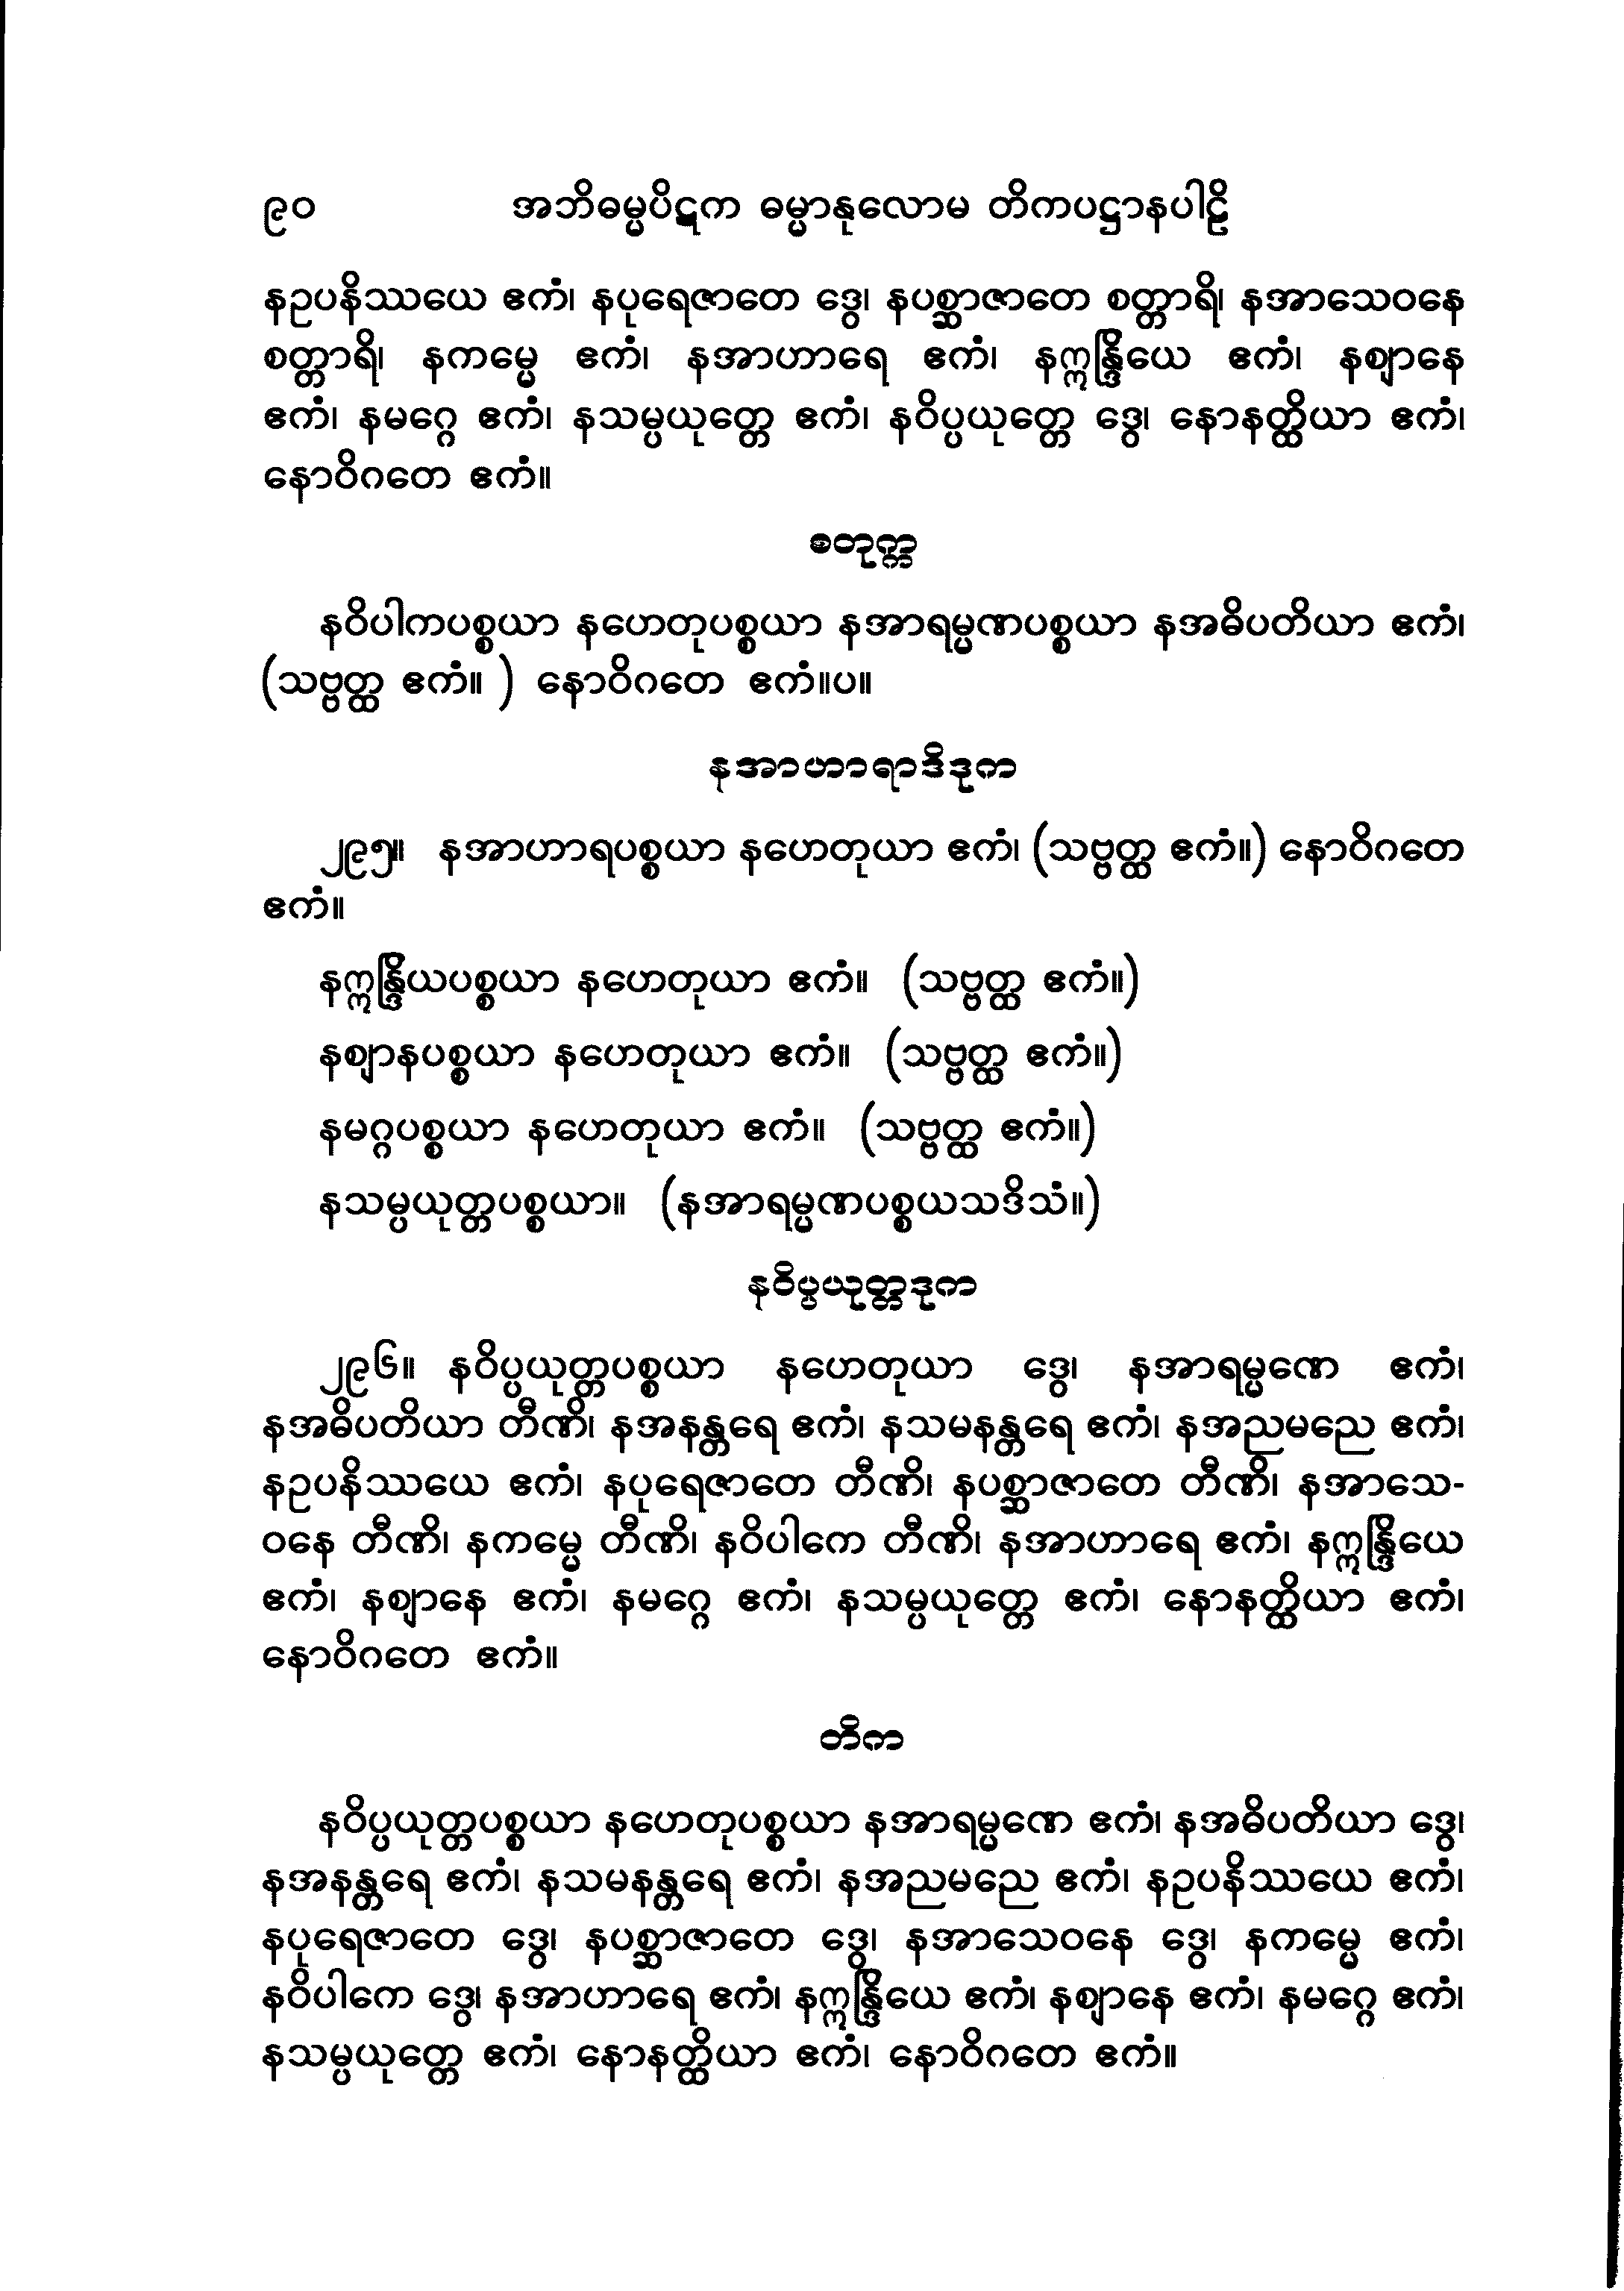 ၉၀ အဘိဓမ္မပိဋက ဓမ္မာနုလောမ တိကပဋ္ဌာနပါဠိ
နဥပနိဿယေ ဧကံ၊ နပုရေဇာတေ ဒွေ၊ နပစ္ဆာဇာတေ စတ္တာရိ၊ နအာသေဝနေ
စတ္တာရိ၊ နကမ္မေ ဧကံ၊ နအာဟာရေ ဧကံ၊ နဣန္ဒြိယေ ဧကံ၊ နဈာနေ
ဧကံ၊ နမဂ္ဂေ ဧကံ၊ နသမ္ပယုတ္တေ ဧကံ၊ နဝိပ္ပယုတ္တေ ဒွေ၊ နောနတ္ထိယာ ဧကံ၊
နောဝိဂတေ ဧကံ။
စတုက္က
နဝိပါကပစ္စယာ နဟေတုပစ္စယာ နအာရမ္မဏပစ္စယာ နအဓိပတိယာ ဧကံ၊
(သဗ္ဗတ္ထ ဧကံ။ ) နောဝိဂတေ ဧကံ။ပ။
နအာဟာရာဒိဒုက
၂၉၅။ နအာဟာရပစ္စယာ နဟေတုယာ ဧကံ၊ (သဗ္ဗတ္ထ ဧကံ။) နောဝိဂတေ
ဧကံ။
နဣန္ဒြိယပစ္စယာ နဟေတုယာ ဧကံ။ (သဗ္ဗတ္ထ ဧကံ။)
နဈာနပစ္စယာ နဟေတုယာ ဧကံ။ (သဗ္ဗတ္ထ ဧကံ။)
နမဂ္ဂပစ္စယာ နဟေတုယာ ဧကံ။ (သဗ္ဗတ္ထ ဧကံ။)
နသမ္ပယုတ္တပစ္စယာ။ (နအာရမ္မဏပစ္စယသဒိသံ။)
နဝိပ္ပယုတ္တဒုက
၂၉၆။ နဝိပ္ပယုတ္တပစ္စယာ နဟေတုယာ ဒွေ၊ နအာရမ္မဏေ ဧကံ၊
နအဓိပတိယာ တီဏိ၊ နအနန္တရေ ဧကံ၊ နသမနန္တရေ ဧကံ၊ နအညမညေ ဧကံ၊
နဥပနိဿယေ ဧကံ၊ နပုရေဇာတေ တီဏိ၊ နပစ္ဆာဇာတေ တီဏိ၊ နအာသေ-
ဝနေ တီဏိ၊ နကမ္မေ တီဏိ၊ နဝိပါကေ တီဏိ၊ နအာဟာရေ ဧကံ၊ နဣန္ဒြိယေ
ဧကံ၊ နဈာနေ ဧကံ၊ နမဂ္ဂေ ဧကံ၊ နသမ္ပယုတ္တေ ဧကံ၊ နောနတ္ထိယာ ဧကံ၊
နောဝိဂတေ ဧကံ။
တိက
နဝိပ္ပယုတ္တပစ္စယာ နဟေတုပစ္စယာ နအာရမ္မဏေ ဧကံ၊ နအဓိပတိယာ ဒွေ၊
နအနန္တရေ ဧကံ၊ နသမနန္တရေ ဧကံ၊ နအညမညေ ဧကံ၊ နဥပနိဿယေ ဧကံ၊
နပုရေဇာတေ ဒွေ၊ နပစ္ဆာဇာတေ ဒွေ၊ နအာသေဝနေ ဒွေ၊ နကမ္မေ ဧကံ၊
နဝိပါကေ ဒွေ၊ နအာဟာရေ ဧကံ၊ နဣန္ဒြိယေ ဧကံ၊ နဈာနေ ဧကံ၊ နမဂ္ဂေ ဧကံ၊
နသမ္ပယုတ္တေ ဧကံ၊ နောနတ္ထိယာ ဧကံ၊ နောဝိဂတေ ဧကံ။